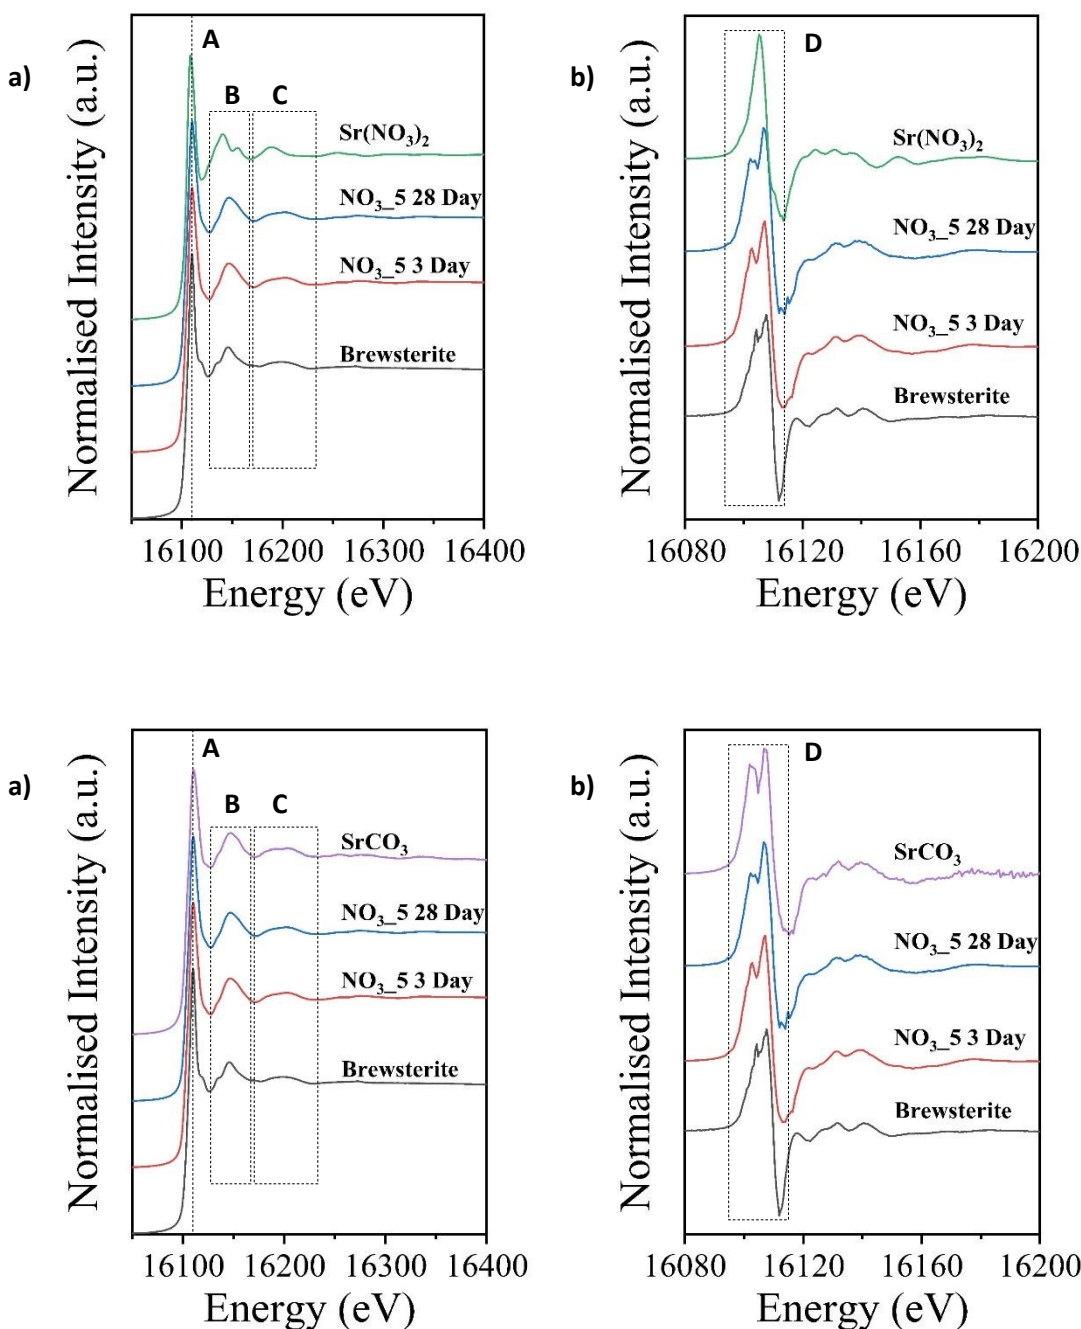 a)
Normalised Intensity (a.u.)
A
B
C
Sr(NO₃)₂
NO₃_5 28 Day
NO₃_5 3 Day
Brewsterite
16100 16200 16300 16400
Energy (eV)
b)
Normalised Intensity (a.u.)
D
Sr(NO₃)₂
NO₃_5 28 Day
NO₃_5 3 Day
Brewsterite
16080 16120 16160 16200
Energy (eV)
a)
Normalised Intensity (a.u.)
A
B
C
SrCO₃
NO₃_5 28 Day
NO₃_5 3 Day
Brewsterite
16100 16200 16300 16400
Energy (eV)
b)
Normalised Intensity (a.u.)
D
SrCO₃
NO₃_5 28 Day
NO₃_5 3 Day
Brewsterite
16080 16120 16160 16200
Energy (eV)